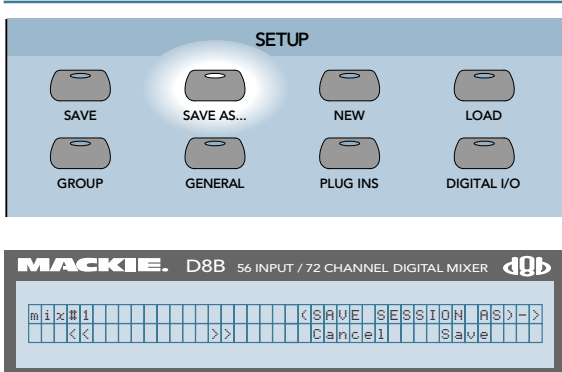 SETUP
SAVE SAVE AS... NEW LOAD
GROUP GENERAL PLUG INS DIGITAL I/O
MACKIE. D8B 56 INPUT / 72 CHANNEL DIGITAL MIXER d8b
mix#1 (SAVE SESSION AS)->
<< >> Cancel Save